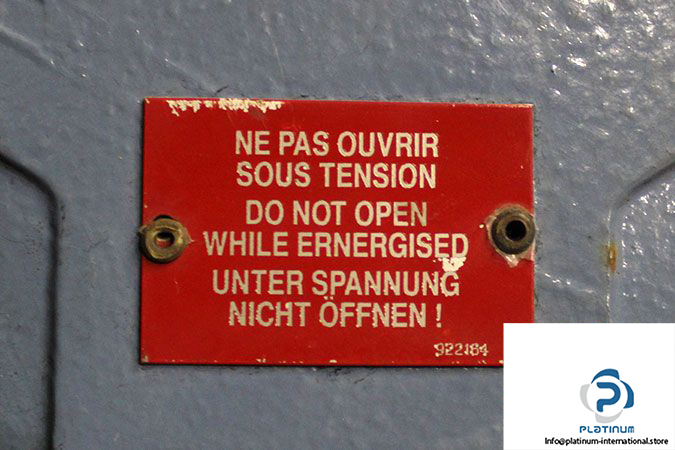 NE PAS OUVRIR
SOUS TENSION
DO NOT OPEN
WHILE ERNERGISED
UNTER SPANNUNG
NICHT ÖFFNEN !
922184
PLATINUM
Info@platinum-international.store